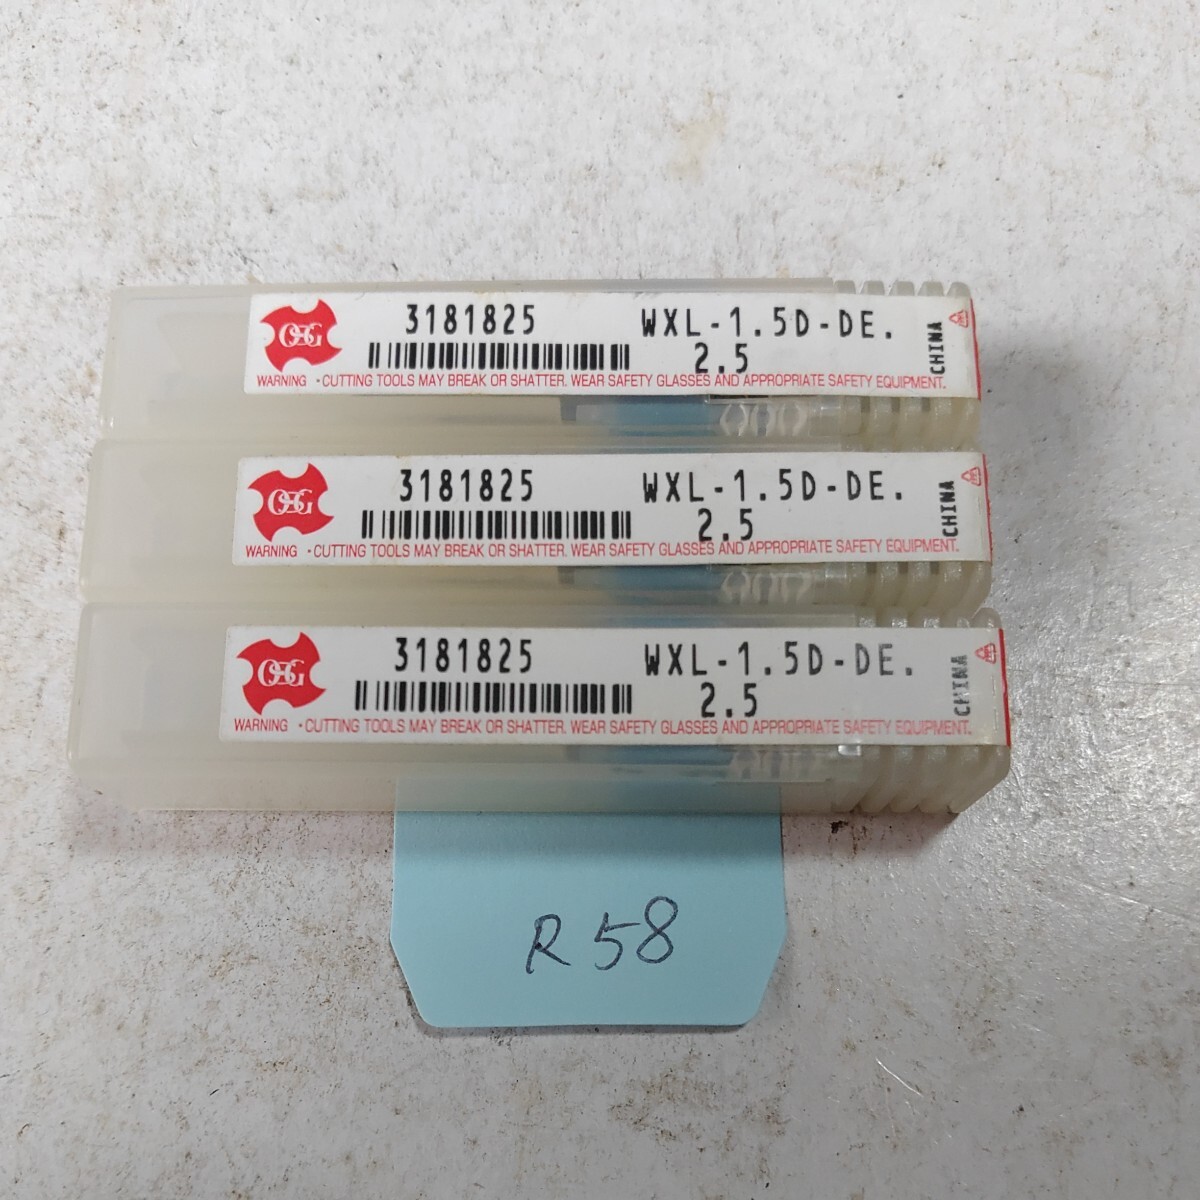 OSG
3181825 WXL-1.5D-DE.
2.5
CHINA
WARNING ・CUTTING TOOLS MAY BREAK OR SHATTER. WEAR SAFETY GLASSES AND APPROPRIATE SAFETY EQUIPMENT.
OSG
3181825 WXL-1.5D-DE.
2.5
CHINA
WARNING ・CUTTING TOOLS MAY BREAK OR SHATTER. WEAR SAFETY GLASSES AND APPROPRIATE SAFETY EQUIPMENT.
OSG
3181825 WXL-1.5D-DE.
2.5
CHINA
WARNING ・CUTTING TOOLS MAY BREAK OR SHATTER. WEAR SAFETY GLASSES AND APPROPRIATE SAFETY EQUIPMENT.
R58